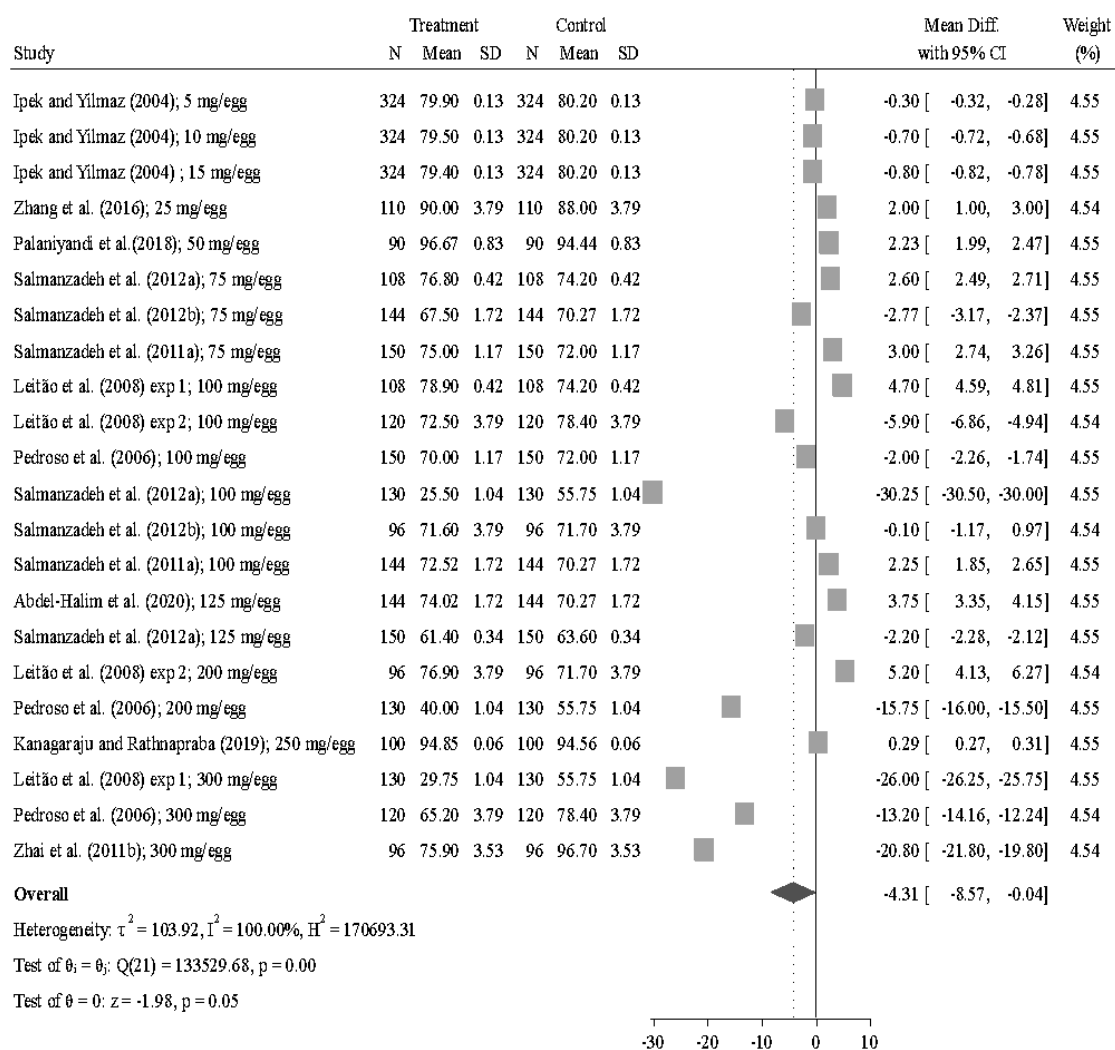 Treatment Control Mean Diff. Weight
Study N Mean SD N Mean SD with 95% CI (%)
Ipek and Yilmaz (2004); 5 mg/egg 324 79.90 0.13 324 80.20 0.13 -0.30 [ -0.32, -0.28] 4.55
Ipek and Yilmaz (2004); 10 mg/egg 324 79.50 0.13 324 80.20 0.13 -0.70 [ -0.72, -0.68] 4.55
Ipek and Yilmaz (2004) ; 15 mg/egg 324 79.40 0.13 324 80.20 0.13 -0.80 [ -0.82, -0.78] 4.55
Zhang et al. (2016); 25 mg/egg 110 90.00 3.79 110 88.00 3.79 2.00 [ 1.00, 3.00] 4.54
Palaniyandi et al.(2018); 50 mg/egg 90 96.67 0.83 90 94.44 0.83 2.23 [ 1.99, 2.47] 4.55
Salmanzadeh et al. (2012a); 75 mg/egg 108 76.80 0.42 108 74.20 0.42 2.60 [ 2.49, 2.71] 4.55
Salmanzadeh et al. (2012b); 75 mg/egg 144 67.50 1.72 144 70.27 1.72 -2.77 [ -3.17, -2.37] 4.55
Salmanzadeh et al. (2011a); 75 mg/egg 150 75.00 1.17 150 72.00 1.17 3.00 [ 2.74, 3.26] 4.55
Leitão et al. (2008) exp 1; 100 mg/egg 108 78.90 0.42 108 74.20 0.42 4.70 [ 4.59, 4.81] 4.55
Leitão et al. (2008) exp 2; 100 mg/egg 120 72.50 3.79 120 78.40 3.79 -5.90 [ -6.86, -4.94] 4.54
Pedroso et al. (2006); 100 mg/egg 150 70.00 1.17 150 72.00 1.17 -2.00 [ -2.26, -1.74] 4.55
Salmanzadeh et al. (2012a); 100 mg/egg 130 25.50 1.04 130 55.75 1.04 -30.25 [ -30.50, -30.00] 4.55
Salmanzadeh et al. (2012b); 100 mg/egg 96 71.60 3.79 96 71.70 3.79 -0.10 [ -1.17, 0.97] 4.54
Salmanzadeh et al. (2011a); 100 mg/egg 144 72.52 1.72 144 70.27 1.72 2.25 [ 1.85, 2.65] 4.55
Abdel-Halim et al. (2020); 125 mg/egg 144 74.02 1.72 144 70.27 1.72 3.75 [ 3.35, 4.15] 4.55
Salmanzadeh et al. (2012a); 125 mg/egg 150 61.40 0.34 150 63.60 0.34 -2.20 [ -2.28, -2.12] 4.55
Leitão et al. (2008) exp 2; 200 mg/egg 96 76.90 3.79 96 71.70 3.79 5.20 [ 4.13, 6.27] 4.54
Pedroso et al. (2006); 200 mg/egg 130 40.00 1.04 130 55.75 1.04 -15.75 [ -16.00, -15.50] 4.55
Kanagaraju and Rathnapraba (2019); 250 mg/egg 100 94.85 0.06 100 94.56 0.06 0.29 [ 0.27, 0.31] 4.55
Leitão et al. (2008) exp 1; 300 mg/egg 130 29.75 1.04 130 55.75 1.04 -26.00 [ -26.25, -25.75] 4.55
Pedroso et al. (2006); 300 mg/egg 120 65.20 3.79 120 78.40 3.79 -13.20 [ -14.16, -12.24] 4.54
Zhai et al. (2011b); 300 mg/egg 96 75.90 3.53 96 96.70 3.53 -20.80 [ -21.80, -19.80] 4.54
Overall -4.31 [ -8.57, -0.04]
Heterogeneity: τ² = 103.92, I² = 100.00%, H² = 170693.31
Test of θᵢ = θⱼ: Q(21) = 133529.68, p = 0.00
Test of θ = 0: z = -1.98, p = 0.05
-30 -20 -10 0 10